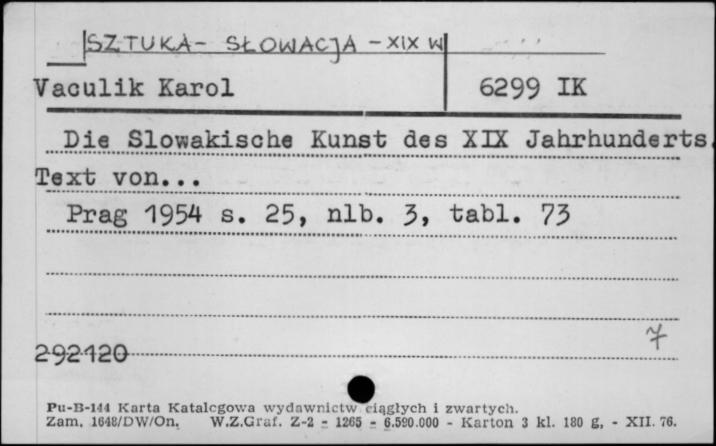 SZTUKA - SŁOWACJA - XIX W
Vaculik Karol 6299 IK
Die Slowakische Kunst des XIX Jahrhunderts.
Text von...
Prag 1954 s. 25, nlb. 3, tabl. 73
7
292120
Pu-B-144 Karta Katalogowa wydawnictw ciągłych i zwartych.
Zam. 1648/DW/On. W.Z.Graf. Z-2 - 1265 - 6.590.000 - Karton 3 kl. 180 g, - XII. 76.